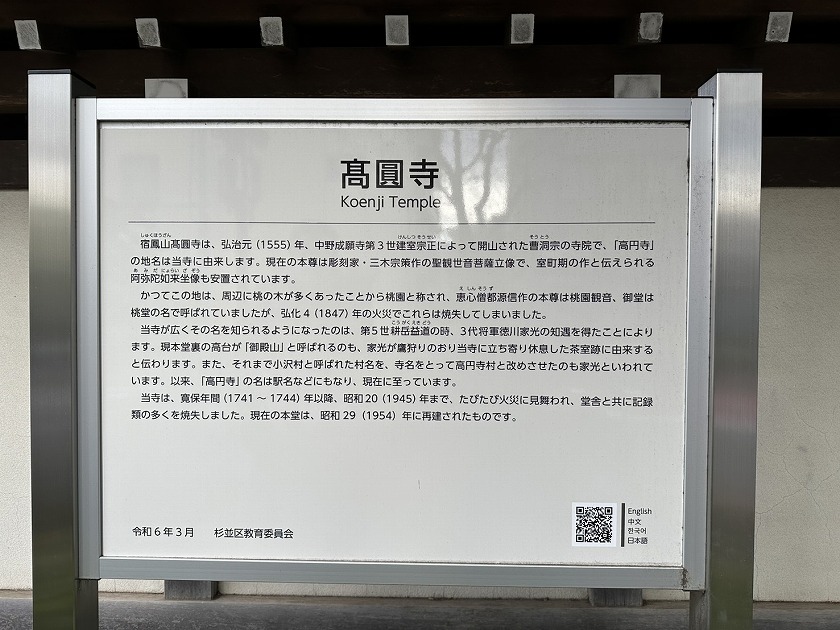 髙圓寺
Koenji Temple
宿鳳山髙圓寺は、弘治元（1555）年、中野成願寺第3世建室宗正によって開山された曹洞宗の寺院で、「高円寺」
の地名は当寺に由来します。現在の本尊は彫刻家・三木宗策作の聖観世音菩薩立像で、室町期の作と伝えられる
阿弥陀如来坐像も安置されています。
かつてこの地は、周辺に桃の木が多くあったことから桃園と称され、恵心僧都源信作の本尊は桃園観音、御堂は
桃堂の名で呼ばれていましたが、弘化4（1847）年の火災でこれらは焼失してしまいました。
当寺が広くその名を知られるようになったのは、第5世耕岳益道の時、3代将軍徳川家光の知遇を得たことにより
ます。現本堂裏の高台が「御殿山」と呼ばれるのも、家光が鷹狩りのおり当寺に立ち寄り休息した茶室跡に由来する
と伝わります。また、それまで小沢村と呼ばれた村名を、寺名をとって高円寺村と改めさせたのも家光といわれて
います。以来、「高円寺」の名は駅名などにもなり、現在に至っています。
当寺は、寛保年間（1741 〜 1744）年以降、昭和20（1945）年まで、たびたび火災に見舞われ、堂舎と共に記録
類の多くを焼失しました。現在の本堂は、昭和29（1954）年に再建されたものです。
令和6年3月　杉並区教育委員会
English
中文
한국어
日本語